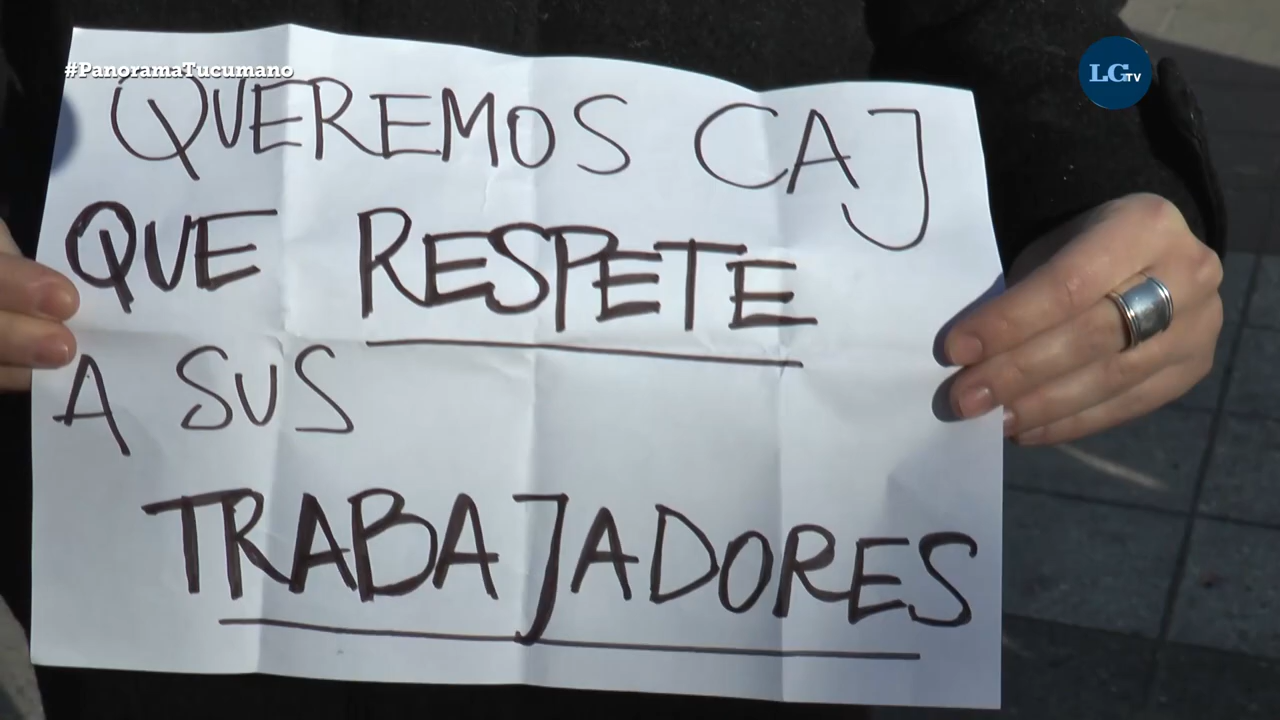 #PanoramaTucumano
LGTV
QUEREMOS CAJ
QUE RESPETE
A SUS
TRABAJADORES